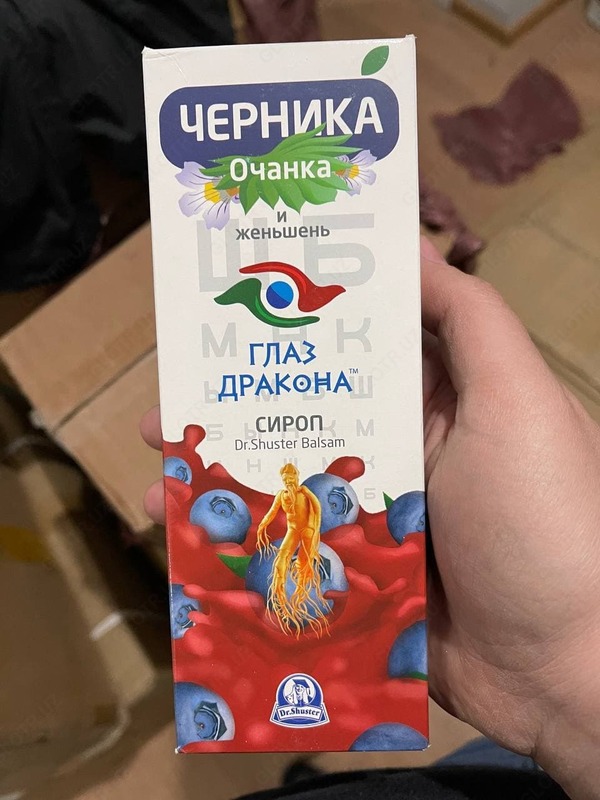 ЧЕРНИКА
Очанка
и
женьшень
Ш Б
М Н К
ГЛАЗ
ДРАКОНА™
СИРОП
Dr.Shuster Balsam
Dr.Shuster